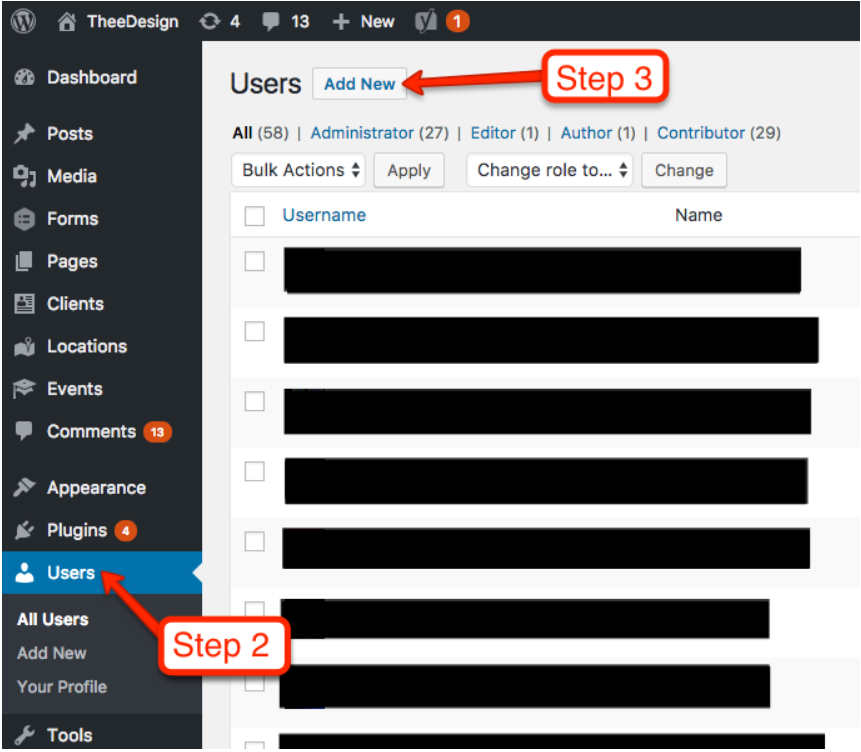 TheeDesign 4 13 + New 1
Dashboard
Posts
Media
Forms
Pages
Clients
Locations
Events
Comments 13
Appearance
Plugins 4
Users
All Users
Add New
Your Profile
Tools
Step 2
Users Add New
Step 3
All (58) | Administrator (27) | Editor (1) | Author (1) | Contributor (29)
Bulk Actions Apply Change role to... Change
Username Name